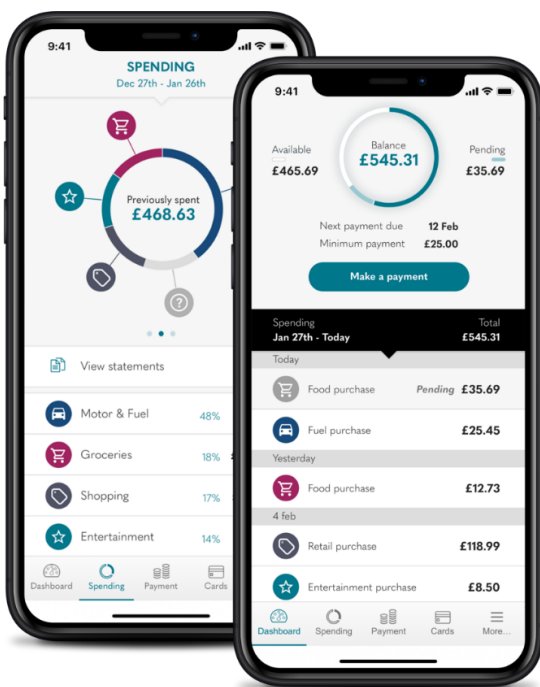 9:41
SPENDING
Dec 27th - Jan 26th
Previously spent
£468.63
?
View statements
Motor & Fuel 48%
Groceries 18%
Shopping 17%
Entertainment 14%
Dashboard Spending Payment Cards
9:41
Available
£465.69
Balance
£545.31
Pending
£35.69
Next payment due 12 Feb
Minimum payment £25.00
Make a payment
Spending Total
Jan 27th - Today £545.31
Today
Food purchase Pending £35.69
Fuel purchase £25.45
Yesterday
Food purchase £12.73
4 feb
Retail purchase £118.99
Entertainment purchase £8.50
Dashboard Spending Payment Cards More...